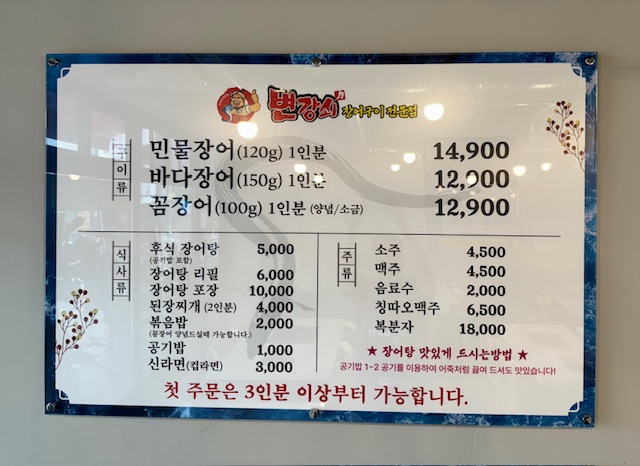 변강쇠 장어구이 전문점
구이류
민물장어(120g) 1인분 14,900
바다장어(150g) 1인분 12,900
꼼장어(100g) 1인분 (양념/소금) 12,900
식사류
후식 장어탕 5,000
(공기밥 포함)
장어탕 리필 6,000
장어탕 포장 10,000
된장찌개 (2인분) 4,000
볶음밥 2,000
(꼼장어 양념드실때 가능합니다.)
공기밥 1,000
신라면(컵라면) 3,000
주류
소주 4,500
맥주 4,500
음료수 2,000
칭따오맥주 6,500
복분자 18,000
★ 장어탕 맛있게 드시는방법 ★
공기밥 1~2 공기를 이용하여 어죽처럼 끓여 드셔도 맛있습니다!
첫 주문은 3인분 이상부터 가능합니다.